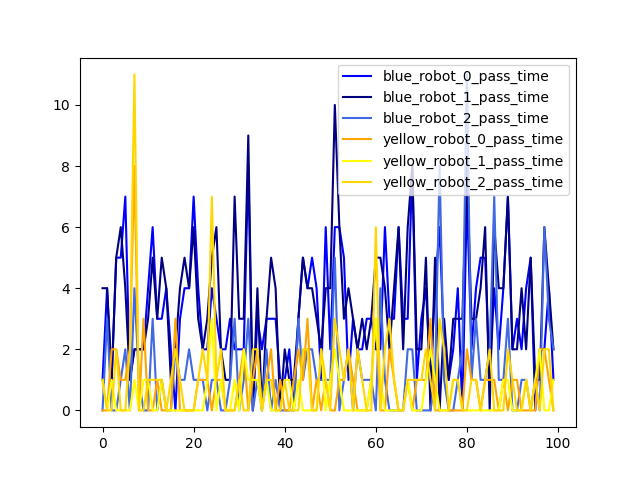 blue_robot_0_pass_time
blue_robot_1_pass_time
blue_robot_2_pass_time
yellow_robot_0_pass_time
yellow_robot_1_pass_time
yellow_robot_2_pass_time
10
8
6
4
2
0
0 20 40 60 80 100